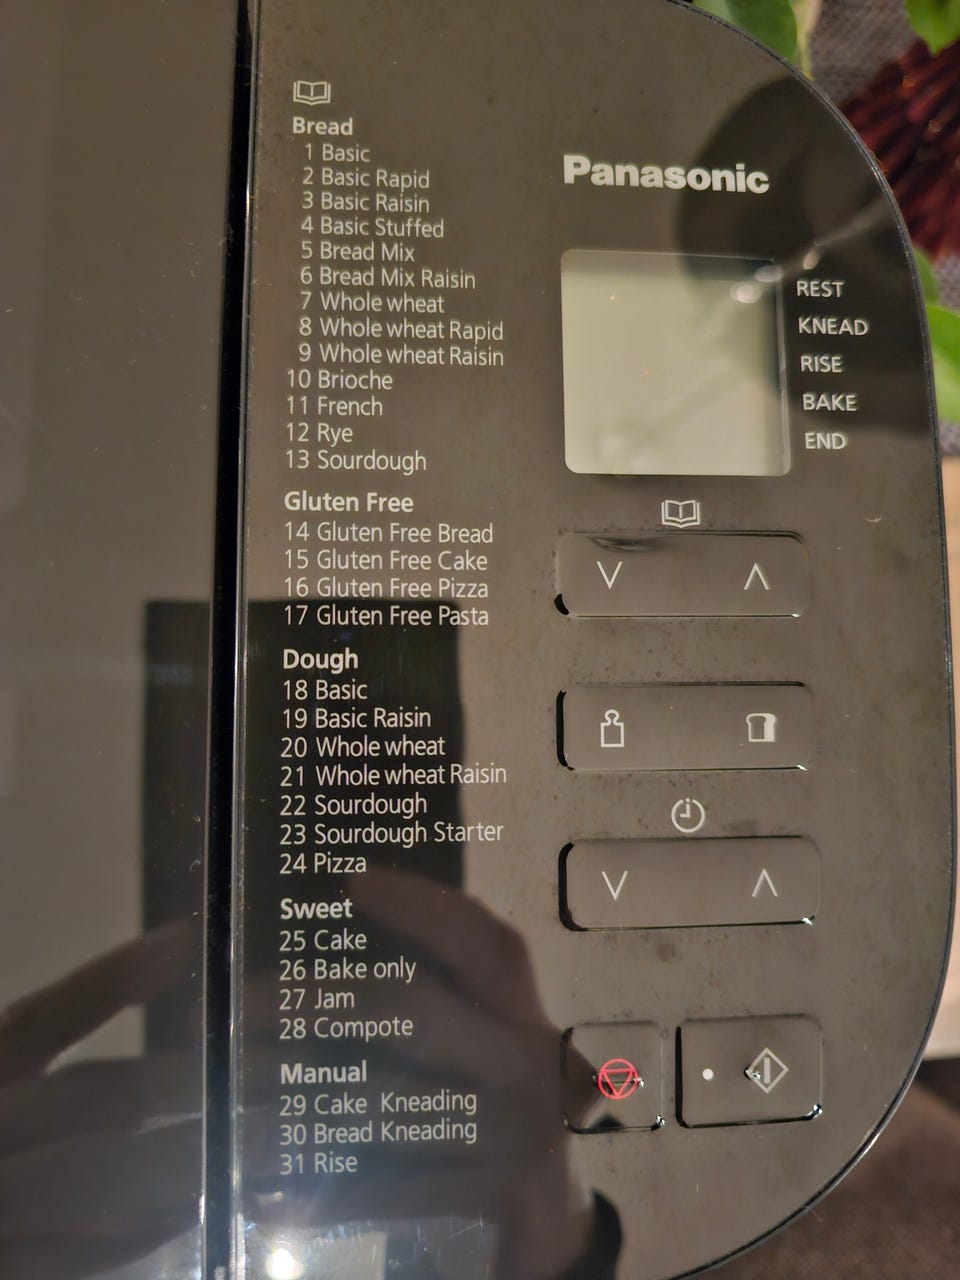 Bread
1 Basic
2 Basic Rapid
3 Basic Raisin
4 Basic Stuffed
5 Bread Mix
6 Bread Mix Raisin
7 Whole wheat
8 Whole wheat Rapid
9 Whole wheat Raisin
10 Brioche
11 French
12 Rye
13 Sourdough
Gluten Free
14 Gluten Free Bread
15 Gluten Free Cake
16 Gluten Free Pizza
17 Gluten Free Pasta
Dough
18 Basic
19 Basic Raisin
20 Whole wheat
21 Whole wheat Raisin
22 Sourdough
23 Sourdough Starter
24 Pizza
Sweet
25 Cake
26 Bake only
27 Jam
28 Compote
Manual
29 Cake Kneading
30 Bread Kneading
31 Rise
Panasonic
REST
KNEAD
RISE
BAKE
END